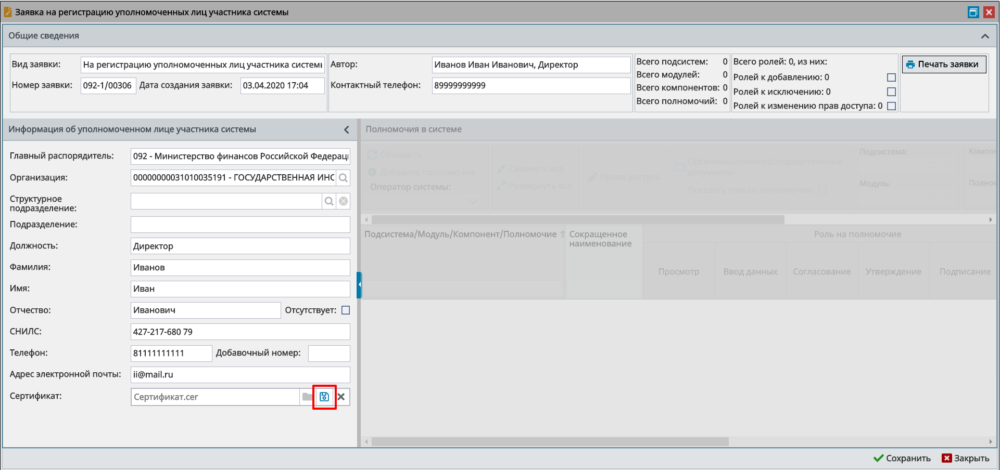 Заявка на регистрацию уполномоченных лиц участника системы
Общие сведения
Вид заявки: На регистрацию уполномоченных лиц участника системы
Номер заявки: 092-1/00306 Дата создания заявки: 03.04.2020 17:04
Автор: Иванов Иван Иванович, Директор
Контактный телефон: 89999999999
Всего подсистем: 0
Всего модулей: 0
Всего компонентов: 0
Всего полномочий: 0
Всего ролей: 0, из них:
Ролей к добавлению: 0
Ролей к исключению: 0
Ролей к изменению прав доступа: 0
Печать заявки
Информация об уполномоченном лице участника системы
Главный распорядитель: 092 - Министерство финансов Российской Федерац
Организация: 00000000031010035191 - ГОСУДАРСТВЕННАЯ ИНС
Структурное
подразделение:
Подразделение:
Должность: Директор
Фамилия: Иванов
Имя: Иван
Отчество: Иванович Отсутствует:
СНИЛС: 427-217-680 79
Телефон: 81111111111 Добавочный номер:
Адрес электронной почты: ii@mail.ru
Сертификат: Сертификат.cer
Полномочия в системе
Обновить
Добавить полномочие
Оператор системы:
Свернуть все
Развернуть все
Права доступа
Организационно-распорядительные
документы
Показать только полномочия:
Подсистема:
Модуль:
Компон
Полном
Подсистема/Модуль/Компонент/Полномочие
Сокращенное
наименование
Роль на полномочие
Просмотр Ввод данных Согласование Утверждение Подписание
Сохранить Закрыть